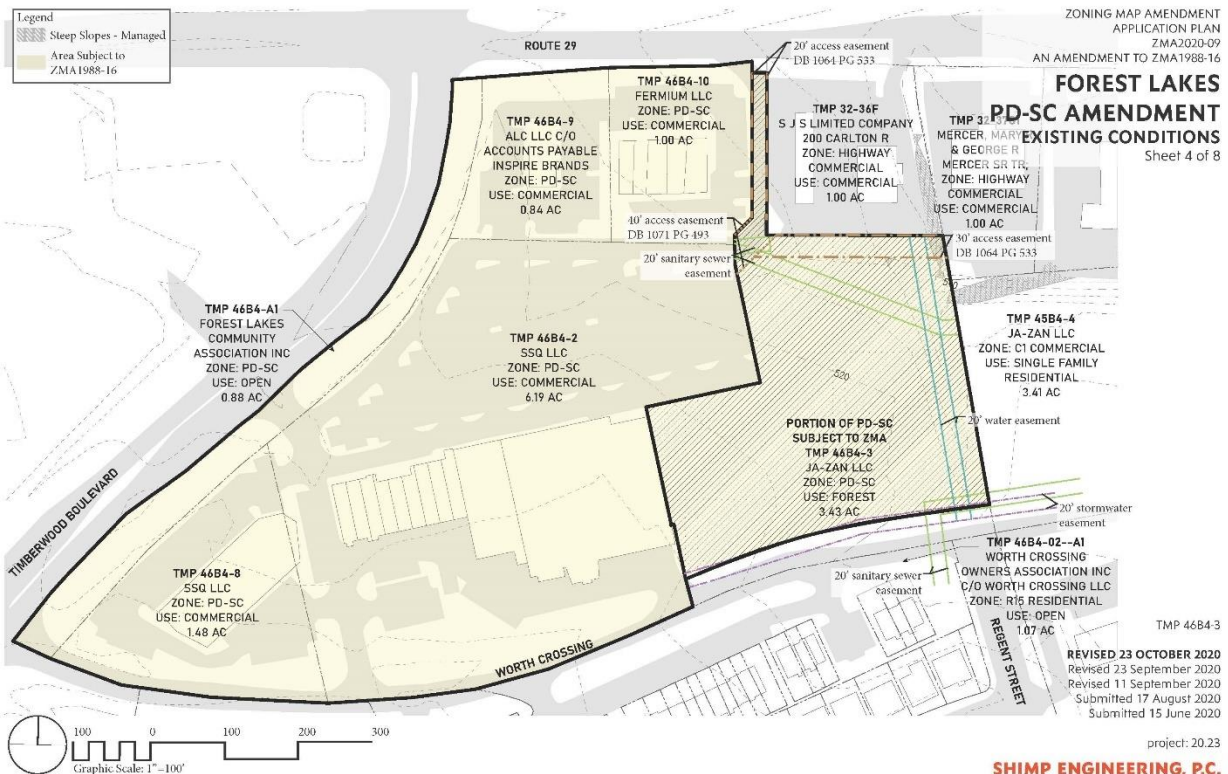 Legend
Steep Slopes - Managed
Area Subject to
ZMA1988-16
ROUTE 29
20' access easement
DB 1064 PG 533
ZONING MAP AMENDMENT
APPLICATION PLAN
ZMA2020-09
AN AMENDMENT TO ZMA1988-16
FOREST LAKES
PD-SC AMENDMENT
EXISTING CONDITIONS
Sheet 4 of 8
TMP 46B4-10
FERMIUM LLC
ZONE: PD-SC
USE: COMMERCIAL
1.00 AC
TMP 46B4-9
ALC LLC C/O
ACCOUNTS PAYABLE
INSPIRE BRANDS
ZONE: PD-SC
USE: COMMERCIAL
0.84 AC
TMP 32-36F
S J S LIMITED COMPANY
200 CARLTON R
ZONE: HIGHWAY
COMMERCIAL
USE: COMMERCIAL
1.00 AC
MERCER, MARY
& GEORGE R
MERCER SR TR,
ZONE: HIGHWAY
COMMERCIAL
USE: COMMERCIAL
1.00 AC
40' access easement
DB 1071 PG 493
20' sanitary sewer
easement
30' access easement
DB 1064 PG 533
TMP 46B4-A1
FOREST LAKES
COMMUNITY
ASSOCIATION INC
ZONE: PD-SC
USE: OPEN
0.88 AC
TMP 46B4-2
SSQ LLC
ZONE: PD-SC
USE: COMMERCIAL
6.19 AC
TMP 45B4-4
JA-ZAN LLC
ZONE: C1 COMMERCIAL
USE: SINGLE FAMILY
RESIDENTIAL
3.41 AC
520
20' water easement
PORTION OF PD-SC
SUBJECT TO ZMA
TMP 46B4-3
JA-ZAN LLC
ZONE: PD-SC
USE: FOREST
3.43 AC
TIMBERWOOD BOULEVARD
20' stormwater
easement
TMP 46B4-8
SSQ LLC
ZONE: PD-SC
USE: COMMERCIAL
1.48 AC
20' sanitary sewer
easement
TMP 46B4-02--A1
WORTH CROSSING
OWNERS ASSOCIATION INC
C/O WORTH CROSSING LLC
ZONE: R15 RESIDENTIAL
USE: OPEN
1.07 AC
WORTH CROSSING
REGENT STREET
TMP 46B4-3
REVISED 23 OCTOBER 2020
Revised 23 September 2020
Revised 11 September 2020
Submitted 17 August 2020
Submitted 15 June 2020
project: 20.23
SHIMP ENGINEERING, P.C.
100 0 100 200 300
Graphic Scale: 1"=100'